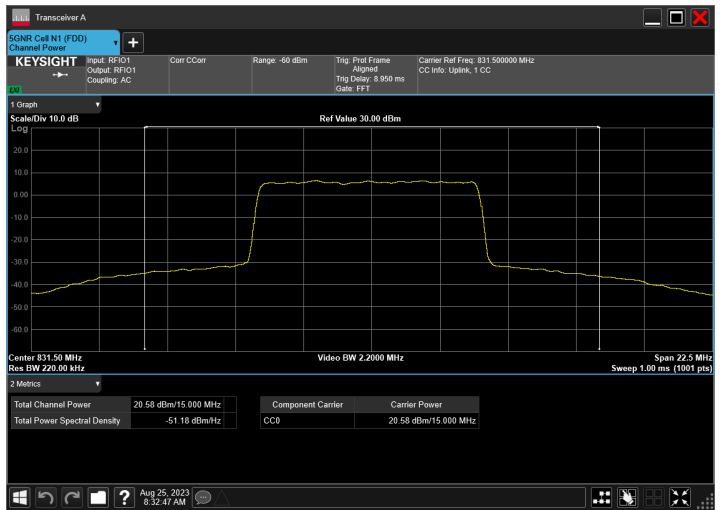 Transceiver A
5GNR Cell N1 (FDD)
Channel Power
KEYSIGHT
Input: RFIO1
Output: RFIO1
Coupling: AC
Corr CCorr
Range: -60 dBm
Trig: Prot Frame
Aligned
Trig Delay: 8.950 ms
Gate: FFT
Carrier Ref Freq: 831.500000 MHz
CC Info: Uplink, 1 CC
LXI
1 Graph
Scale/Div 10.0 dB
Ref Value 30.00 dBm
Log
20.0
10.0
0.00
-10.0
-20.0
-30.0
-40.0
-50.0
-60.0
Center 831.50 MHz
Video BW 2.2000 MHz
Span 22.5 MHz
Res BW 220.00 kHz
Sweep 1.00 ms (1001 pts)
2 Metrics
Total Channel Power 20.58 dBm/15.000 MHz
Total Power Spectral Density -51.18 dBm/Hz
Component Carrier Carrier Power
CC0 20.58 dBm/15.000 MHz
?
Aug 25, 2023
8:32:47 AM